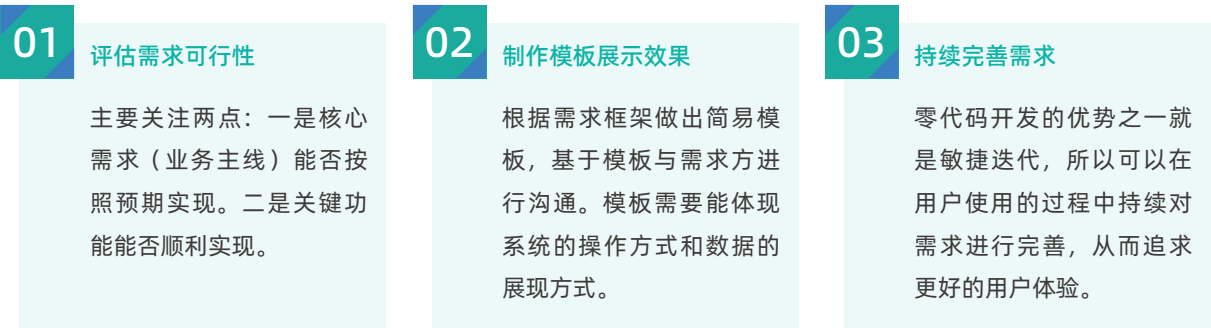 01
评估需求可行性
主要关注两点：一是核心
需求（业务主线）能否按
照预期实现。二是关键功
能能否顺利实现。
02
制作模板展示效果
根据需求框架做出简易模
板，基于模板与需求方进
行沟通。模板需要能体现
系统的操作方式和数据的
展现方式。
03
持续完善需求
零代码开发的优势之一就
是敏捷迭代，所以可以在
用户使用的过程中持续对
需求进行完善，从而追求
更好的用户体验。